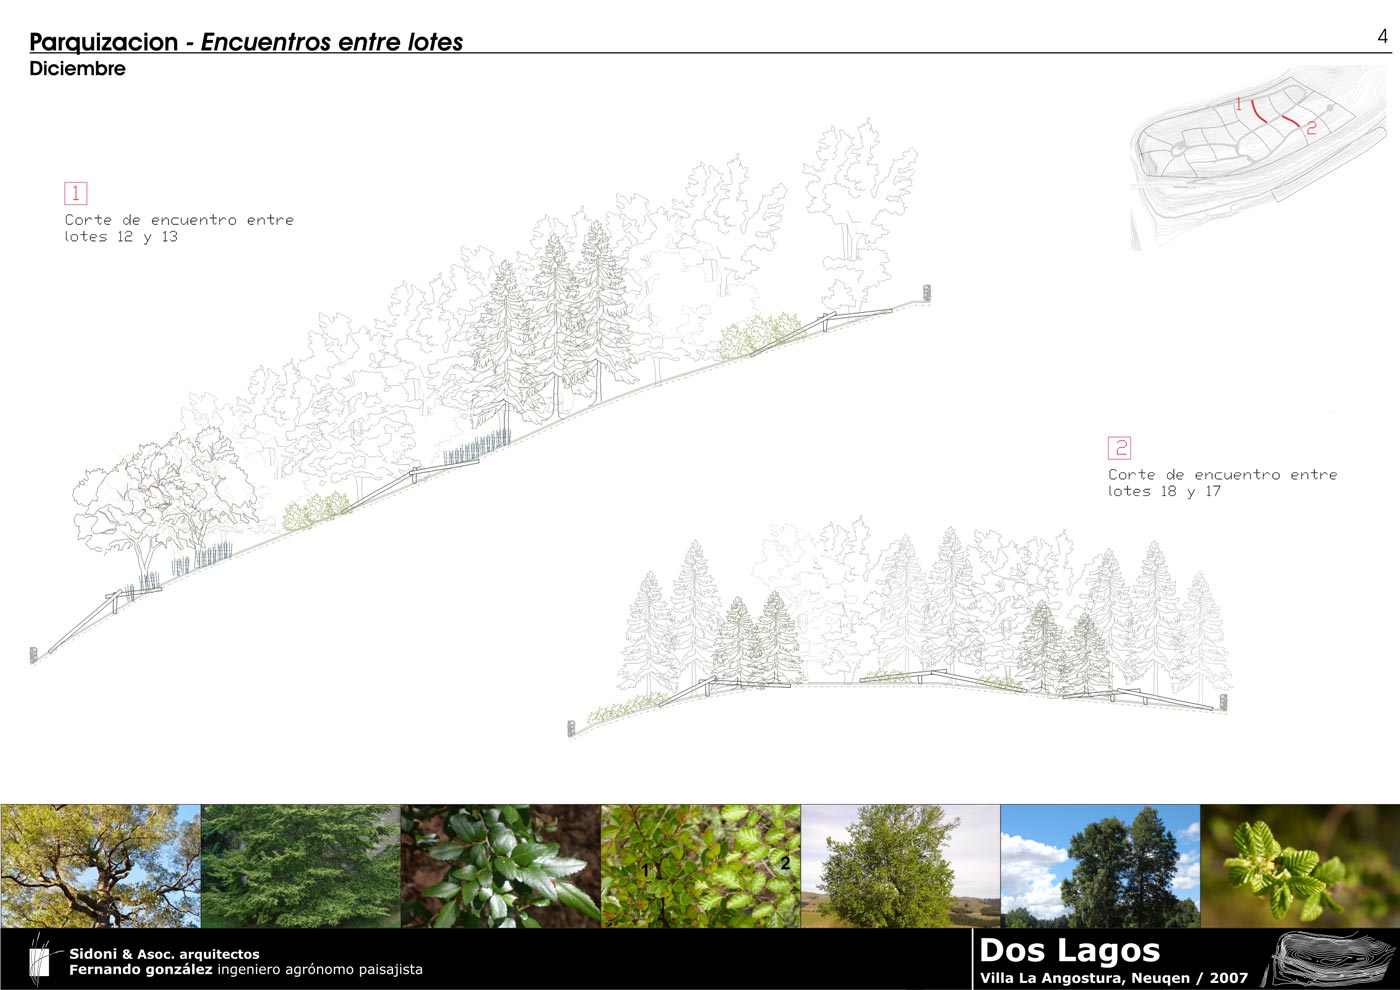 Parquizacion - Encuentros entre lotes
4
Diciembre
1
2
1
Corte de encuentro entre
lotes 12 y 13
2
Corte de encuentro entre
lotes 18 y 17
1
2
Sidoni & Asoc. arquitectos
Fernando gonzález ingeniero agrónomo paisajista
Dos Lagos
Villa La Angostura, Neuqen / 2007